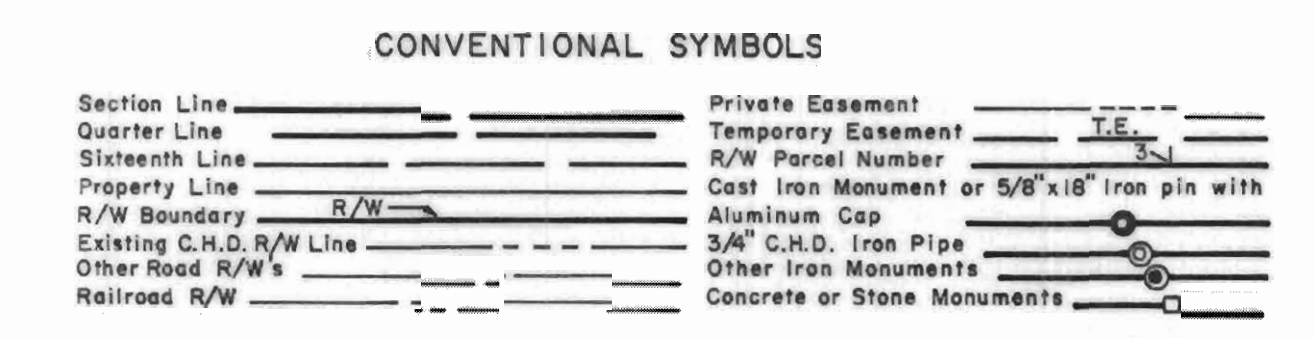 CONVENTIONAL SYMBOLS
Section Line
Quarter Line
Sixteenth Line
Property Line
R/W Boundary R/W
Existing C.H.D. R/W Line
Other Road R/W's
Railroad R/W
Private Easement
Temporary Easement T.E.
R/W Parcel Number 3
Cast Iron Monument or 5/8"x18" Iron pin with
Aluminum Cap
3/4" C.H.D. Iron Pipe
Other Iron Monuments
Concrete or Stone Monuments